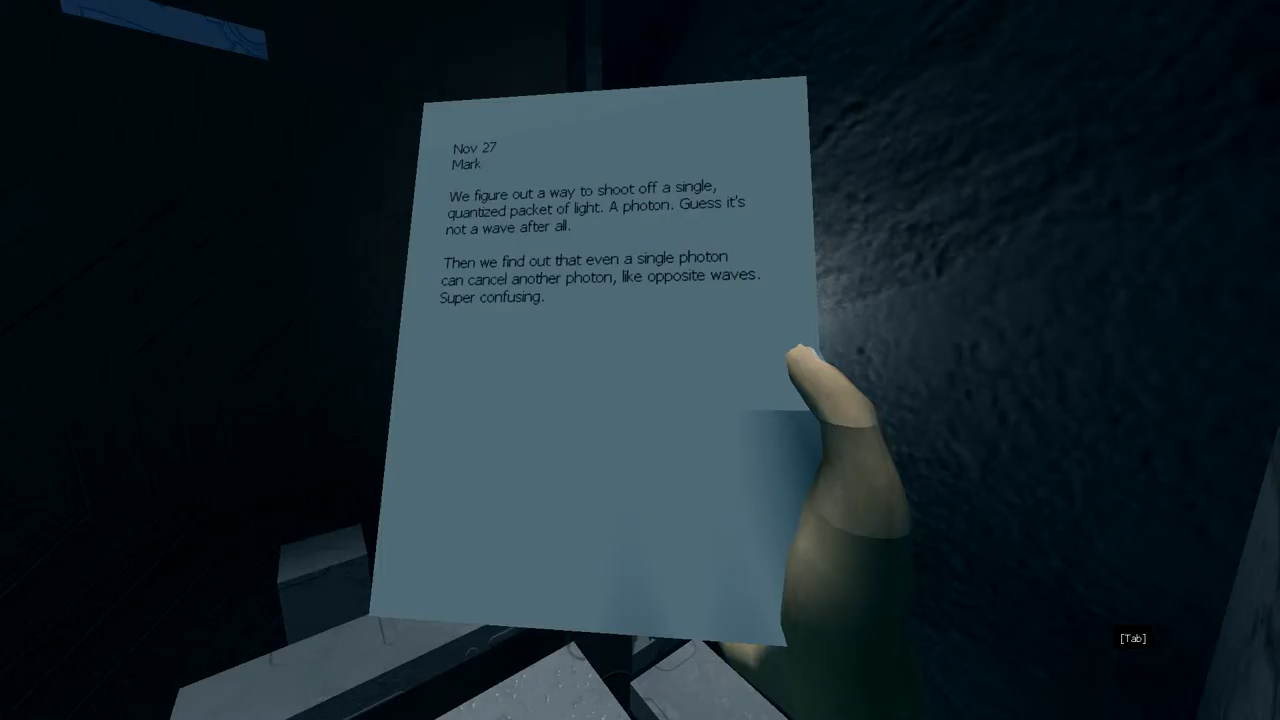 Nov 27
Mark
We figure out a way to shoot off a single,
quantized packet of light. A photon. Guess it's
not a wave after all.
Then we find out that even a single photon
can cancel another photon, like opposite waves.
Super confusing.
[Tab]